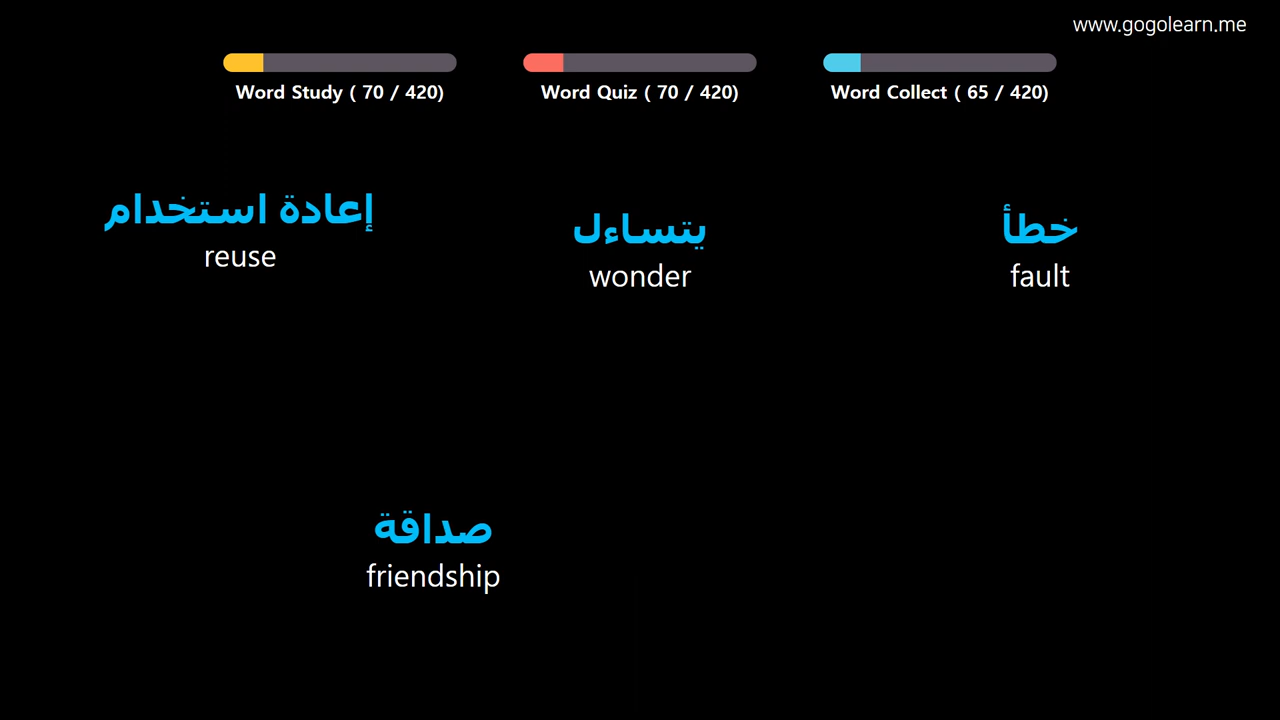 www.gogolearn.me
Word Study ( 70 / 420)
Word Quiz ( 70 / 420)
Word Collect ( 65 / 420)
إعادة استخدام
reuse
يتساءل
wonder
خطأ
fault
صداقة
friendship